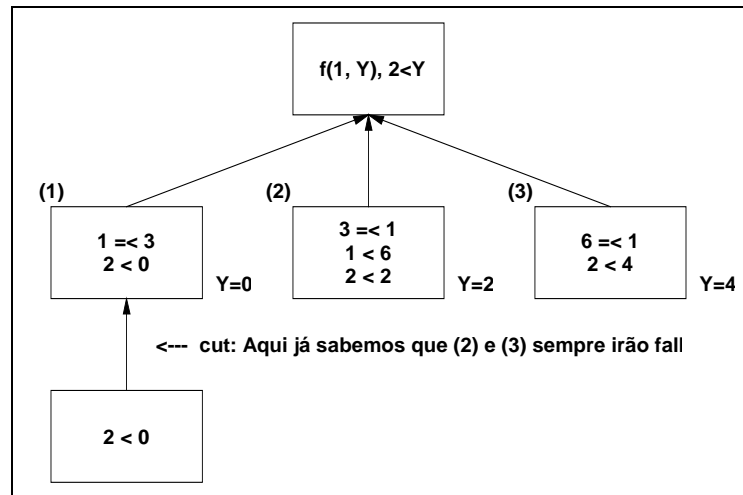 f(1, Y), 2<Y
(1)
(2)
(3)
1 =< 3
2 < 0
Y=0
3 =< 1
1 < 6
2 < 2
Y=2
6 =< 1
2 < 4
Y=4
<--- cut: Aqui já sabemos que (2) e (3) sempre irão
2 < 0